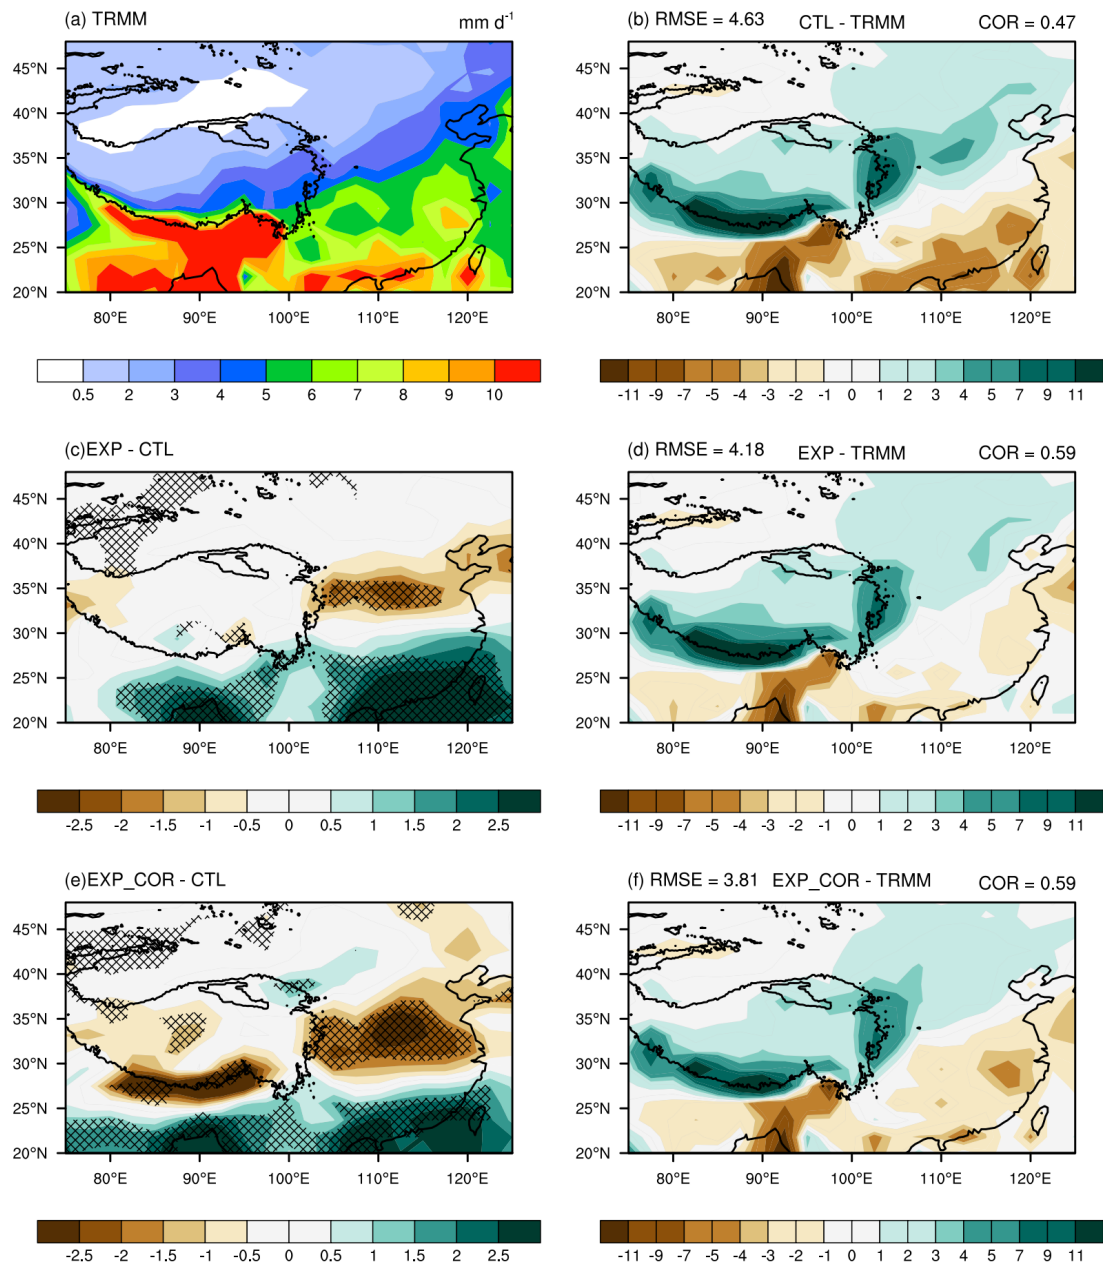 (a) TRMM mm d⁻¹
45°N
40°N
35°N
30°N
25°N
20°N
80°E 90°E 100°E 110°E 120°E
0.5 2 3 4 5 6 7 8 9 10
(b) RMSE = 4.63 CTL - TRMM COR = 0.47
45°N
40°N
35°N
30°N
25°N
20°N
80°E 90°E 100°E 110°E 120°E
-11 -9 -7 -5 -4 -3 -2 -1 0 1 2 3 4 5 7 9 11
(c)EXP - CTL
45°N
40°N
35°N
30°N
25°N
20°N
80°E 90°E 100°E 110°E 120°E
-2.5 -2 -1.5 -1 -0.5 0 0.5 1 1.5 2 2.5
(d) RMSE = 4.18 EXP - TRMM COR = 0.59
45°N
40°N
35°N
30°N
25°N
20°N
80°E 90°E 100°E 110°E 120°E
-11 -9 -7 -5 -4 -3 -2 -1 0 1 2 3 4 5 7 9 11
(e)EXP_COR - CTL
45°N
40°N
35°N
30°N
25°N
20°N
80°E 90°E 100°E 110°E 120°E
-2.5 -2 -1.5 -1 -0.5 0 0.5 1 1.5 2 2.5
(f) RMSE = 3.81 EXP_COR - TRMM COR = 0.59
45°N
40°N
35°N
30°N
25°N
20°N
80°E 90°E 100°E 110°E 120°E
-11 -9 -7 -5 -4 -3 -2 -1 0 1 2 3 4 5 7 9 11